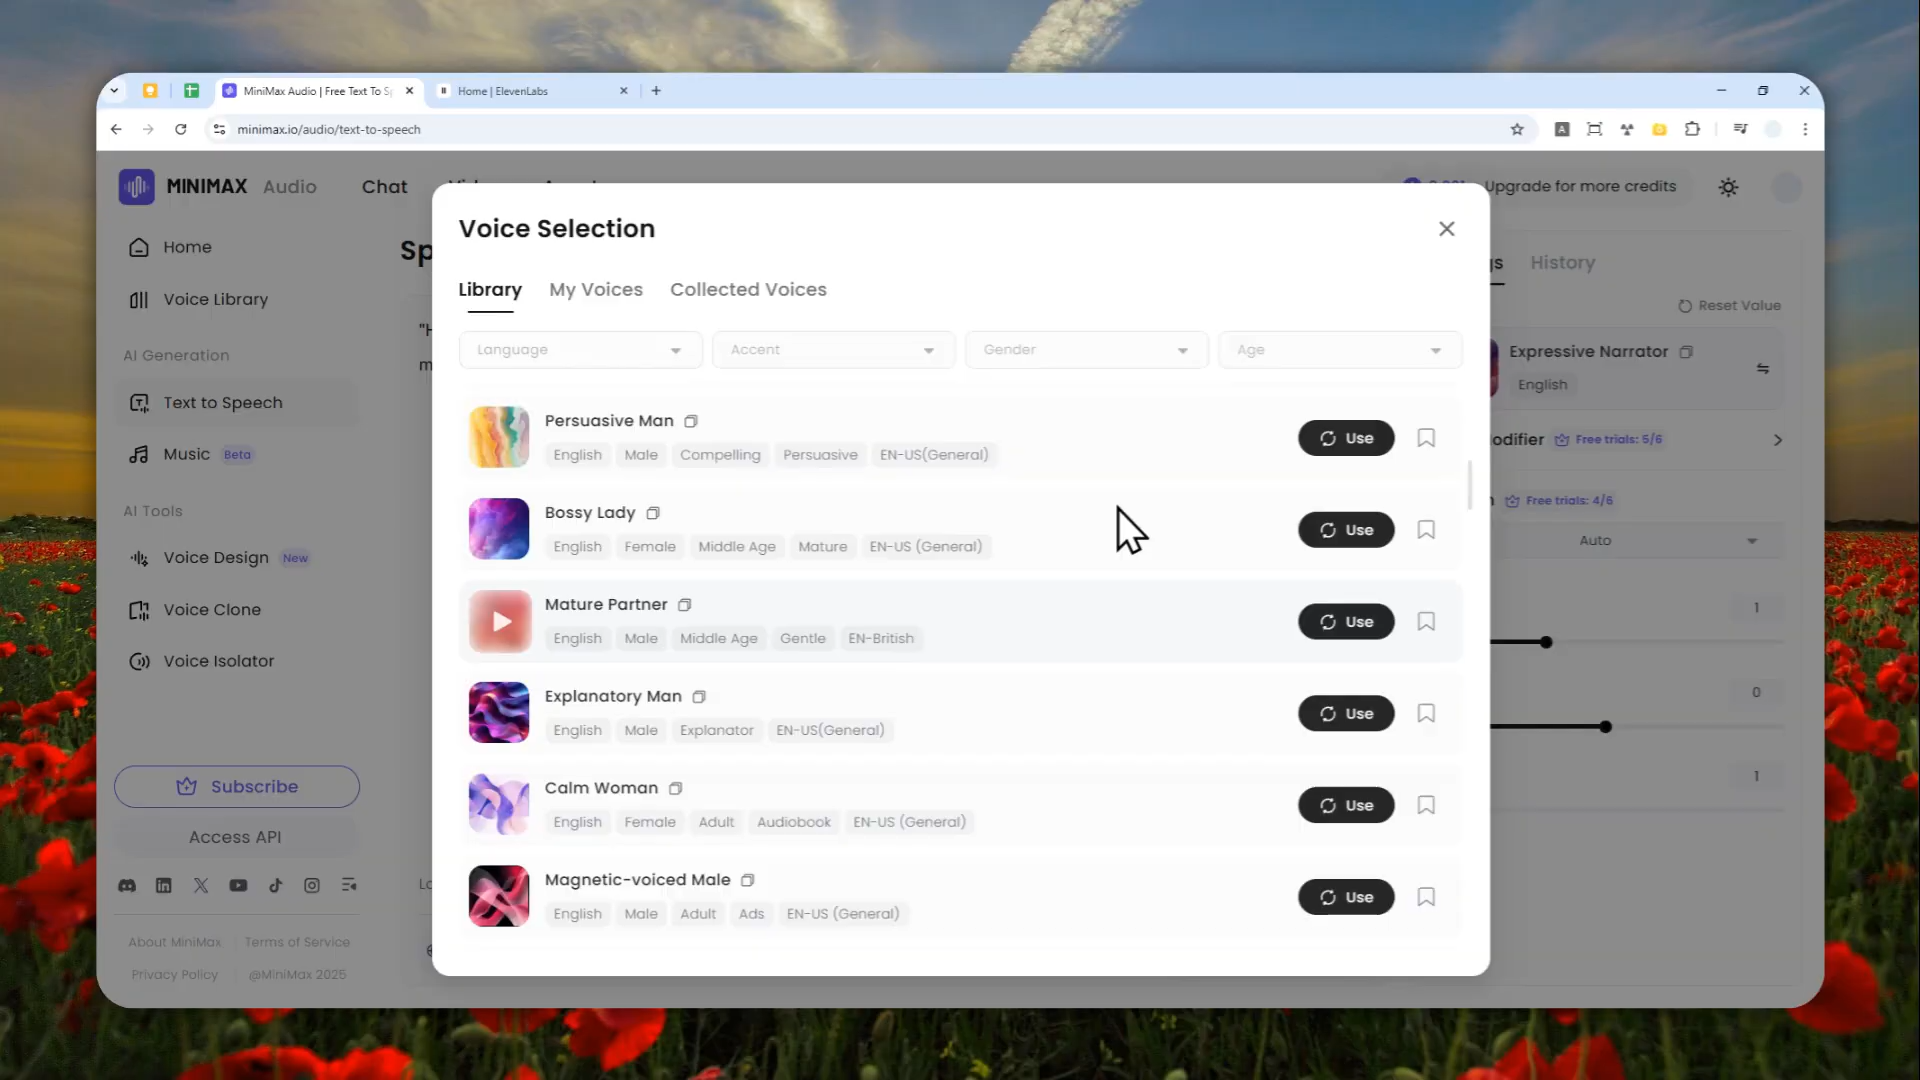 MiniMax Audio | Free Text To Sp
Home | ElevenLabs
minimax.io/audio/text-to-speech
MINIMAX Audio
Chat
Upgrade for more credits
Home
Voice Library
AI Generation
Text to Speech
Music Beta
AI Tools
Voice Design New
Voice Clone
Voice Isolator
Subscribe
Access API
About MiniMax
Terms of Service
Privacy Policy
@MiniMax 2025
Voice Selection
Library
My Voices
Collected Voices
Language
Accent
Gender
Age
Persuasive Man
English Male Compelling Persuasive EN-US(General)
Use
Bossy Lady
English Female Middle Age Mature EN-US (General)
Use
Mature Partner
English Male Middle Age Gentle EN-British
Use
Explanatory Man
English Male Explanator EN-US(General)
Use
Calm Woman
English Female Adult Audiobook EN-US (General)
Use
Magnetic-voiced Male
English Male Adult Ads EN-US (General)
Use
History
Reset Value
Expressive Narrator
English
odifier Free trials: 5/6
Free trials: 4/6
Auto
1
0
1